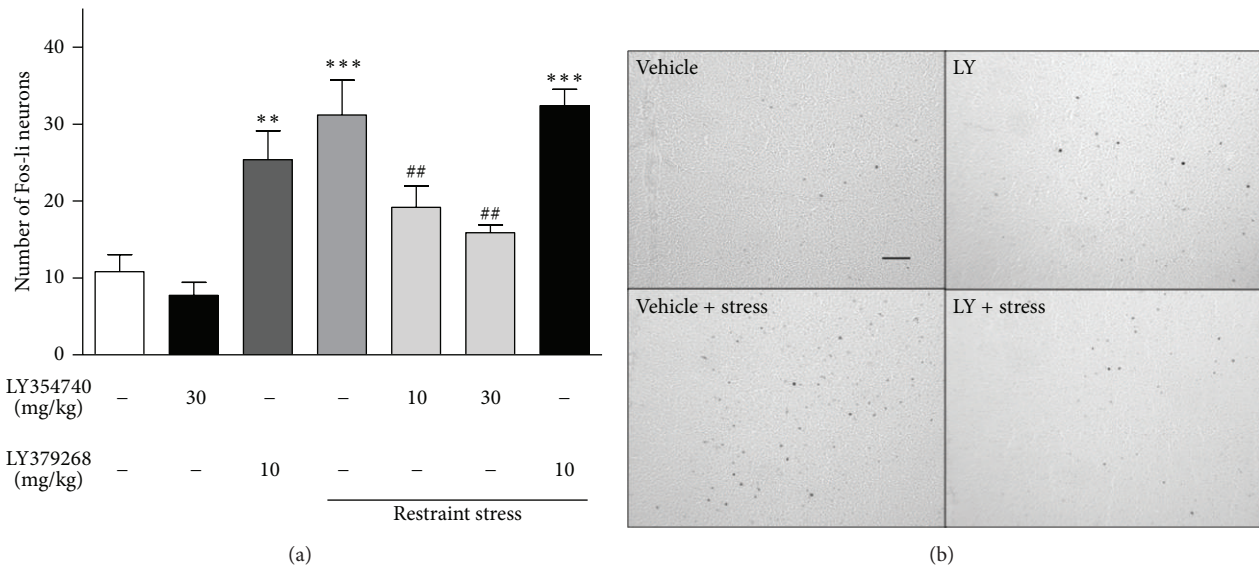 Number of Fos-li neurons
40
30
20
10
0
***
**
##
##
***
LY354740
(mg/kg)
– 30 – – 10 30 –
LY379268
(mg/kg)
– – 10 – – – 10
Restraint stress
(a)
Vehicle
LY
Vehicle + stress
LY + stress
(b)